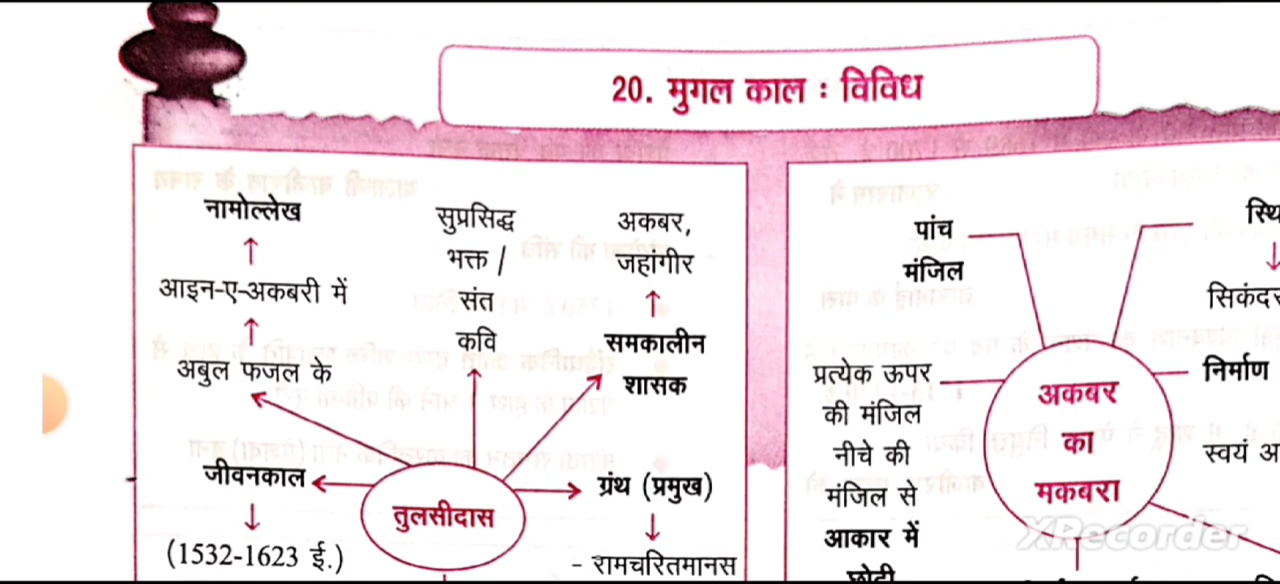 20. मुगल काल : विविध
नामोल्लेख
आइन-ए-अकबरी में
अबुल फजल के
सुप्रसिद्ध
भक्त /
संत
कवि
अकबर,
जहांगीर
समकालीन
शासक
जीवनकाल
(1532-1623 ई.)
तुलसीदास
ग्रंथ (प्रमुख)
- रामचरितमानस
पांच
मंजिल
प्रत्येक ऊपर
की मंजिल
नीचे की
मंजिल से
आकार में
छोटी
अकबर
का
मकबरा
निर्माण
स्वयं
XRecorder